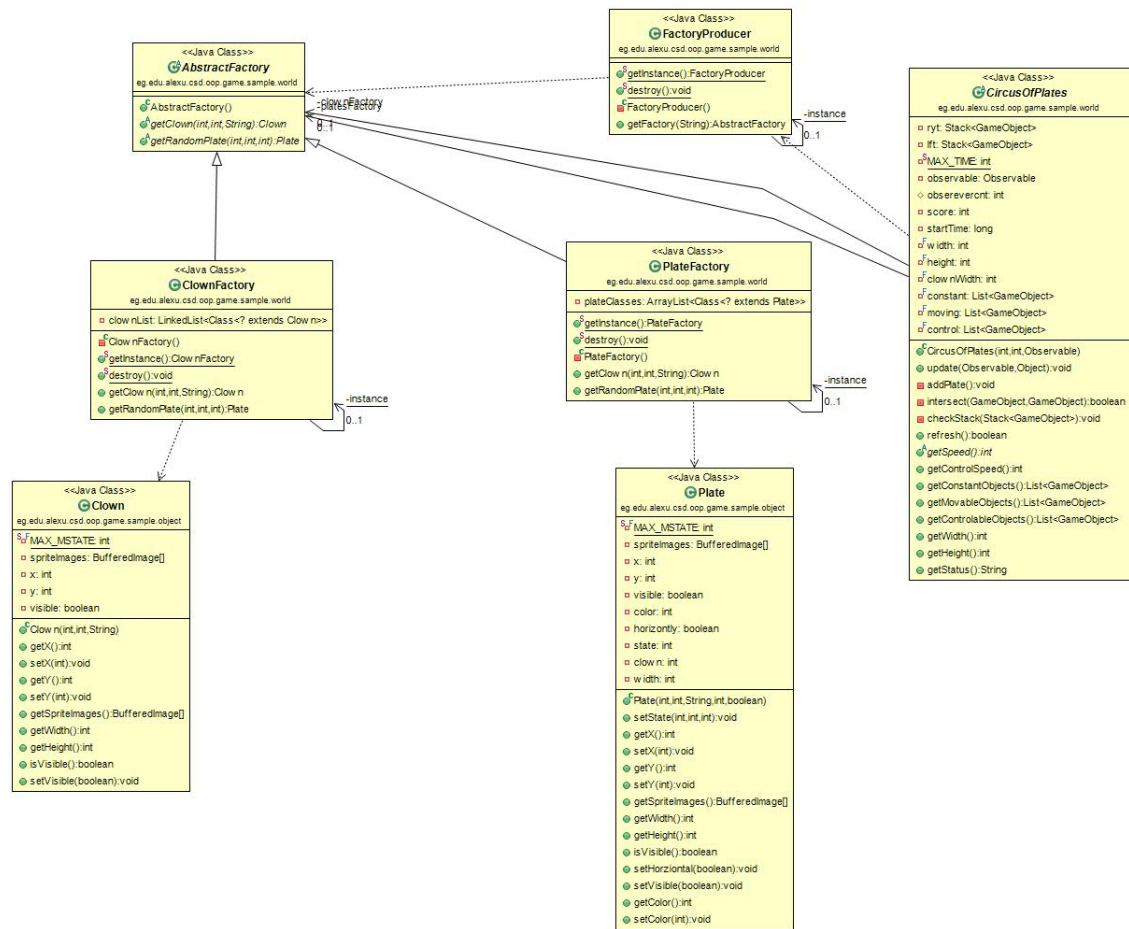 <<Java Class>>
AbstractFactory
eg.edu.alexu.csd.oop.game.sample.world
AbstractFactory()
getClown(int,int,String):Clown
getRandomPlate(int,int,int):Plate
<<Java Class>>
FactoryProducer
eg.edu.alexu.csd.oop.game.sample.world
getInstance():FactoryProducer
destroy():void
FactoryProducer()
getFactory(String):AbstractFactory
-instance
0..1
-clownFactory
-platesFactory
0..1
<<Java Class>>
CircusOfPlates
eg.edu.alexu.csd.oop.game.sample.world
ryt: Stack<GameObject>
lft: Stack<GameObject>
MAX_TIME: int
observable: Observable
obserevercnt: int
score: int
startTime: long
width: int
height: int
clownWidth: int
constant: List<GameObject>
moving: List<GameObject>
control: List<GameObject>
CircusOfPlates(int,int,Observable)
update(Observable,Object):void
addPlate():void
intersect(GameObject,GameObject):boolean
checkStack(Stack<GameObject>):void
refresh():boolean
getSpeed():int
getControlSpeed():int
getConstantObjects():List<GameObject>
getMovableObjects():List<GameObject>
getControlableObjects():List<GameObject>
getWidth():int
getHeight():int
getStatus():String
<<Java Class>>
ClownFactory
eg.edu.alexu.csd.oop.game.sample.world
clownList: LinkedList<Class<? extends Clown>>
ClownFactory()
getInstance():ClownFactory
destroy():void
getClown(int,int,String):Clown
getRandomPlate(int,int,int):Plate
-instance
0..1
<<Java Class>>
PlateFactory
eg.edu.alexu.csd.oop.game.sample.world
plateClasses: ArrayList<Class<? extends Plate>>
getInstance():PlateFactory
destroy():void
PlateFactory()
getClown(int,int,String):Clown
getRandomPlate(int,int,int):Plate
-instance
0..1
<<Java Class>>
Clown
eg.edu.alexu.csd.oop.game.sample.object
MAX_MSTATE: int
spriteImages: BufferedImage[]
x: int
y: int
visible: boolean
Clown(int,int,String)
getX():int
setX(int):void
getY():int
setY(int):void
getSpriteImages():BufferedImage[]
getWidth():int
getHeight():int
isVisible():boolean
setVisible(boolean):void
<<Java Class>>
Plate
eg.edu.alexu.csd.oop.game.sample.object
MAX_MSTATE: int
spriteImages: BufferedImage[]
x: int
y: int
visible: boolean
color: int
horizontly: boolean
state: int
clown: int
width: int
Plate(int,int,String,int,boolean)
setState(int,int,int):void
getX():int
setX(int):void
getY():int
setY(int):void
getSpriteImages():BufferedImage[]
getWidth():int
getHeight():int
isVisible():boolean
setHorziontal(boolean):void
setVisible(boolean):void
getColor():int
setColor(int):void